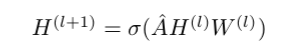 H^{(l+1)} = σ(ÂH^{(l)}W^{(l)})